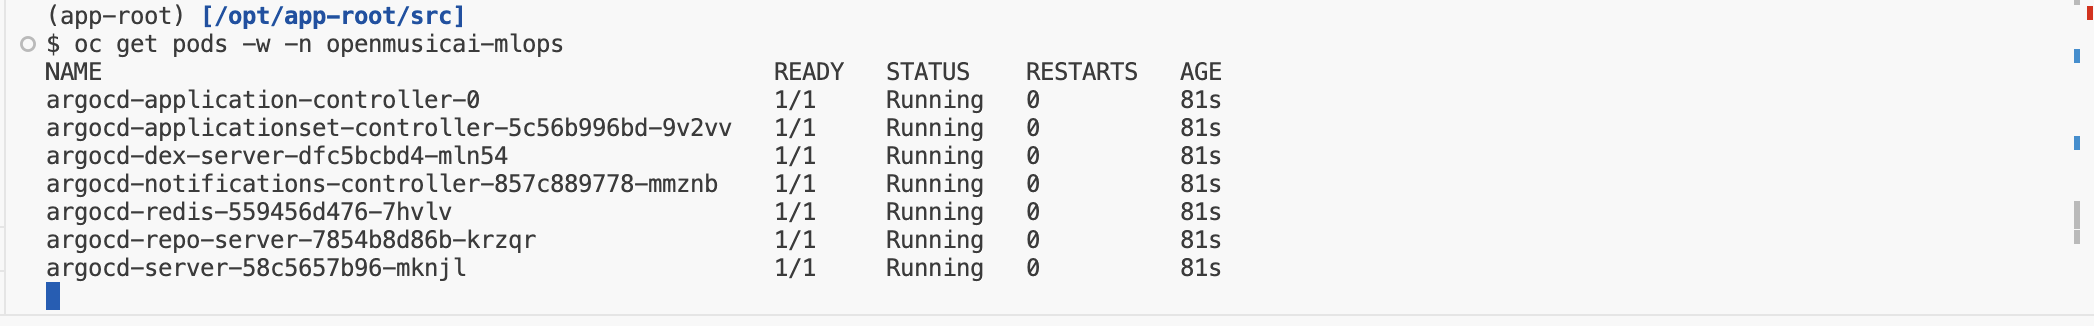 (app-root) [/opt/app-root/src]
$ oc get pods -w -n openmusicai-mlops
NAME READY STATUS RESTARTS AGE
argocd-application-controller-0 1/1 Running 0 81s
argocd-applicationset-controller-5c56b996bd-9v2vv 1/1 Running 0 81s
argocd-dex-server-dfc5bcbd4-mln54 1/1 Running 0 81s
argocd-notifications-controller-857c889778-mmznb 1/1 Running 0 81s
argocd-redis-559456d476-7hvlv 1/1 Running 0 81s
argocd-repo-server-7854b8d86b-krzqr 1/1 Running 0 81s
argocd-server-58c5657b96-mknjl 1/1 Running 0 81s